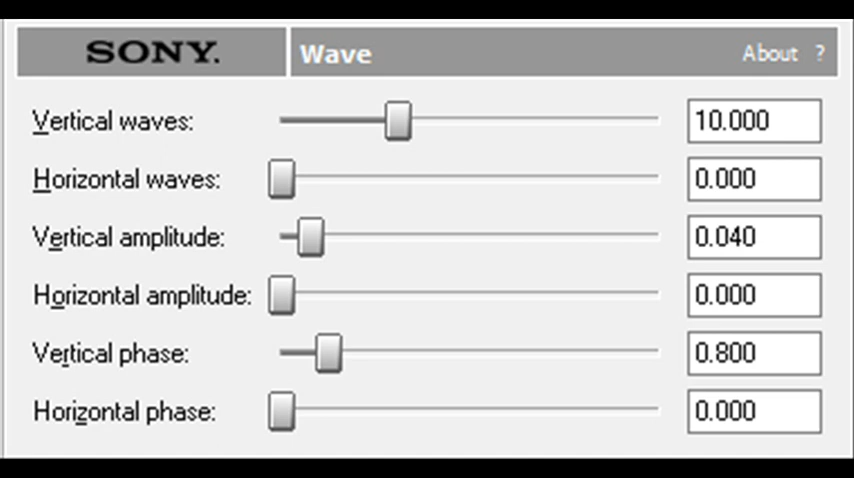 SONY. Wave About ?
Vertical waves: 10.000
Horizontal waves: 0.000
Vertical amplitude: 0.040
Horizontal amplitude: 0.000
Vertical phase: 0.800
Horizontal phase: 0.000